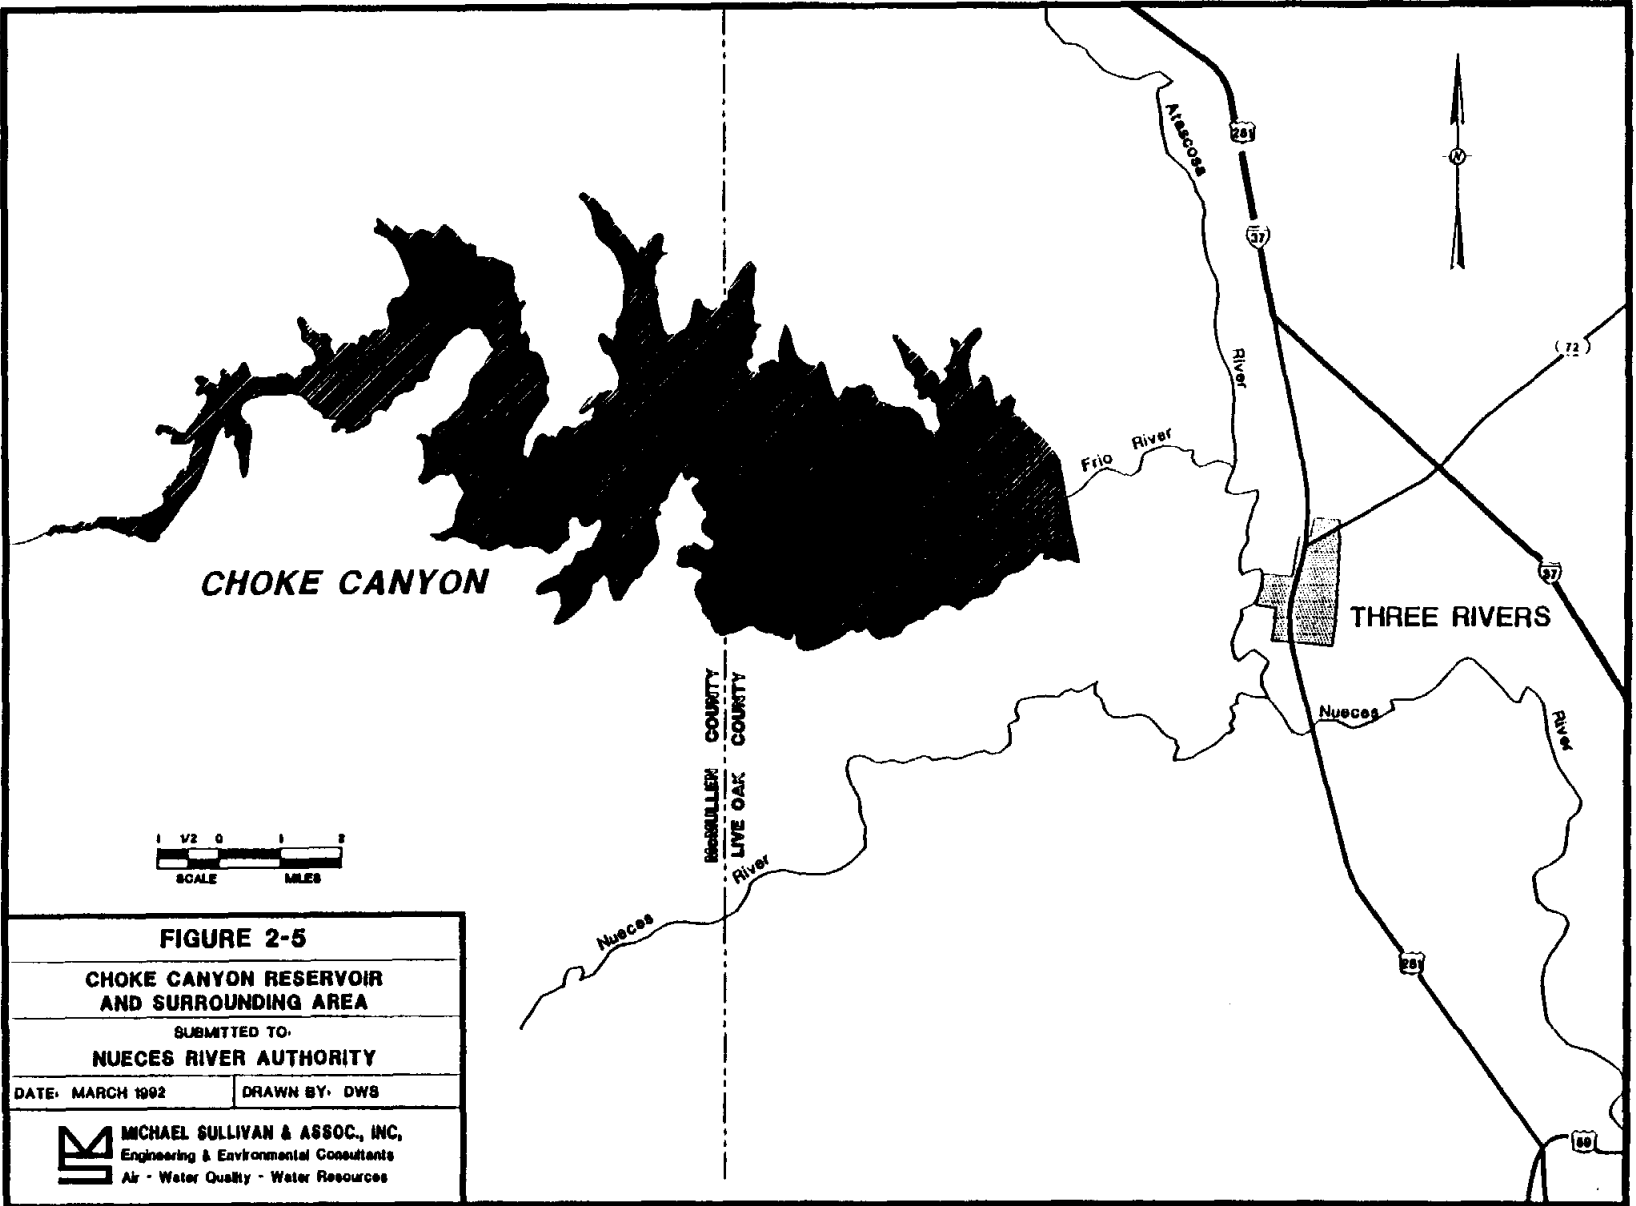 281
N
Atascosa
37
River
( 72 )
Frio River
CHOKE CANYON
37
THREE RIVERS
McMULLEN COUNTY
LIVE OAK COUNTY
Nueces
River
Nueces River
281
59
1 1/2 0 1 2
SCALE MILES
FIGURE 2-5
CHOKE CANYON RESERVOIR
AND SURROUNDING AREA
SUBMITTED TO:
NUECES RIVER AUTHORITY
DATE: MARCH 1992 DRAWN BY: DWS
MICHAEL SULLIVAN & ASSOC., INC,
Engineering & Environmental Consultants
Air - Water Quality - Water Resources